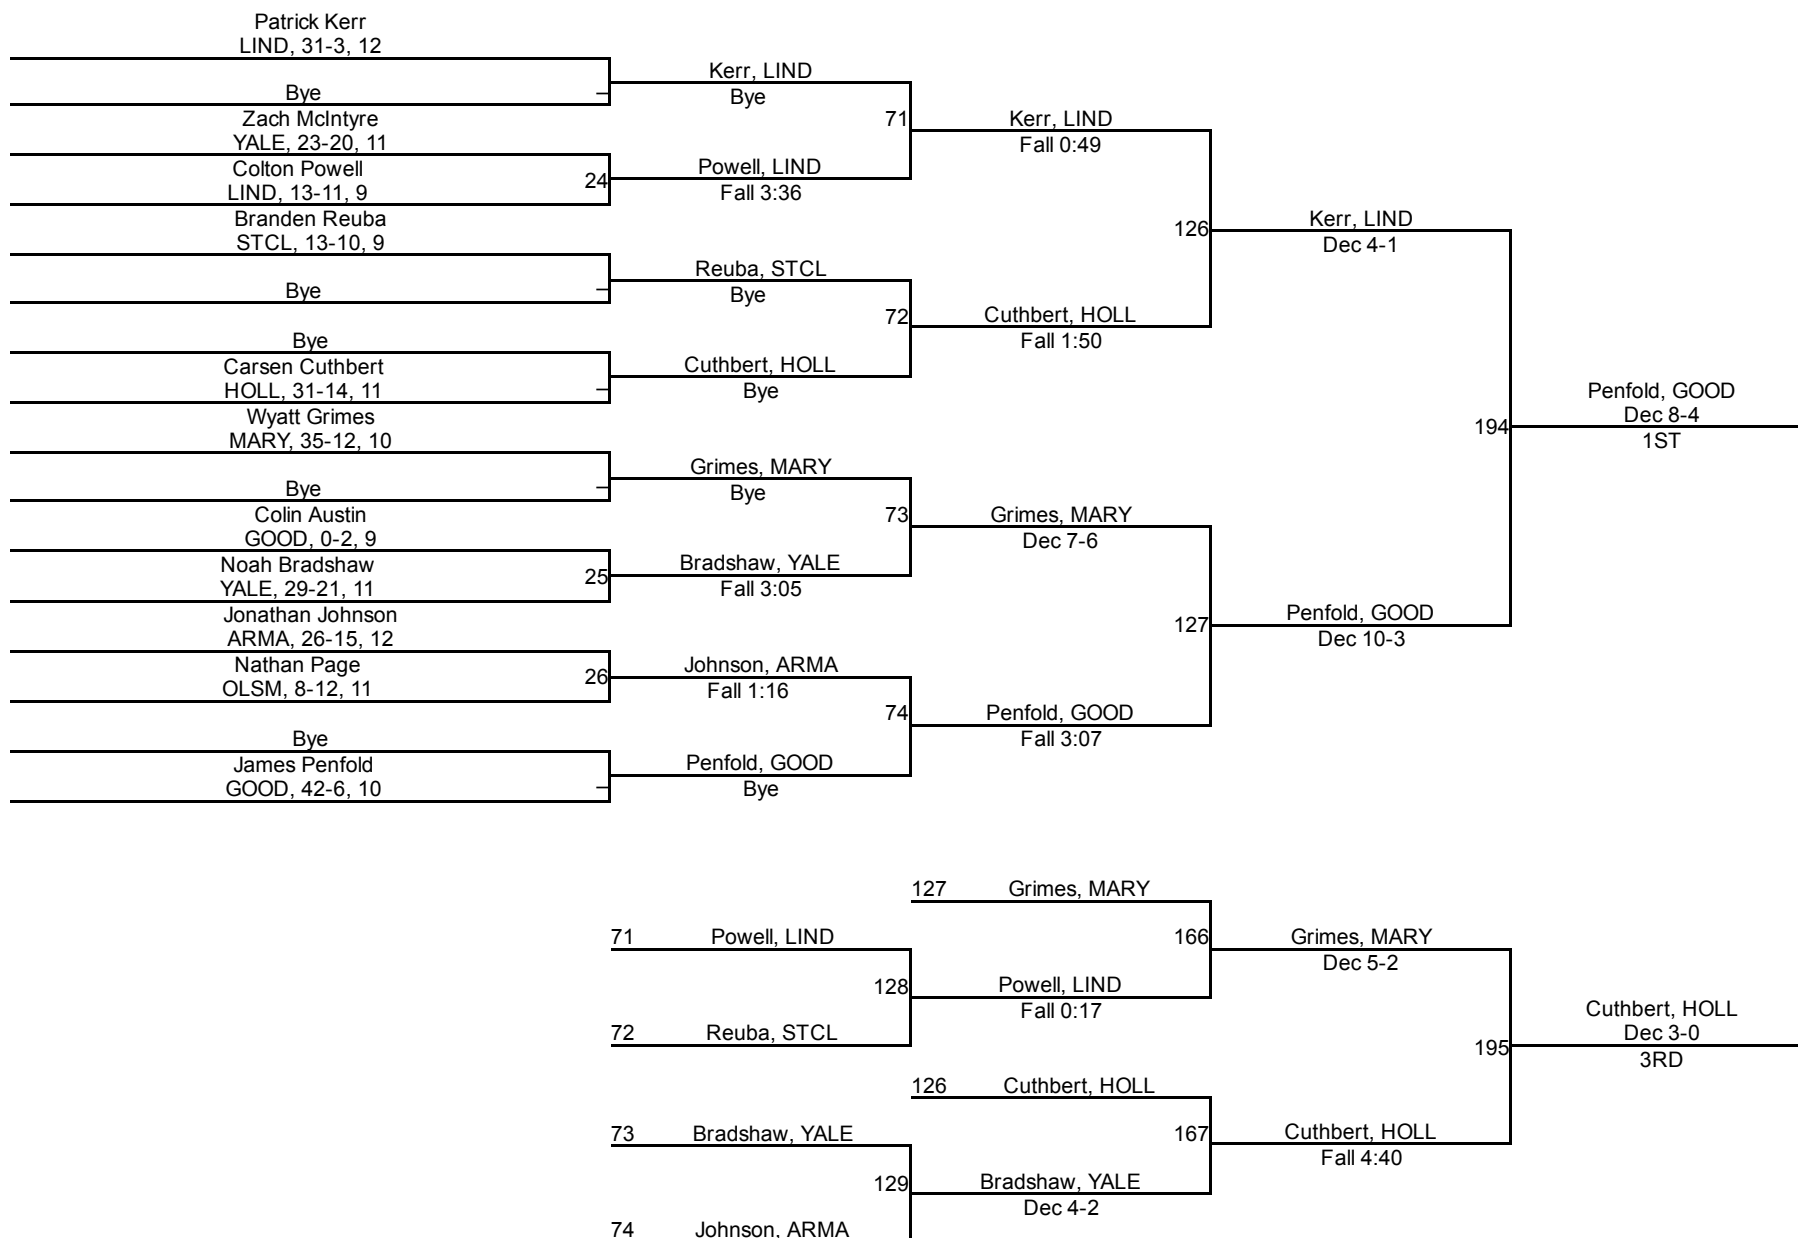 Patrick Kerr
LIND, 31-3, 12
Bye
Zach McIntyre
YALE, 23-20, 11
Colton Powell
LIND, 13-11, 9
24
Branden Reuba
STCL, 13-10, 9
Bye
Bye
Carsen Cuthbert
HOLL, 31-14, 11
Wyatt Grimes
MARY, 35-12, 10
Bye
Colin Austin
GOOD, 0-2, 9
Noah Bradshaw
YALE, 29-21, 11
25
Jonathan Johnson
ARMA, 26-15, 12
Nathan Page
OLSM, 8-12, 11
26
Bye
James Penfold
GOOD, 42-6, 10
Kerr, LIND
Bye
71
Powell, LIND
Fall 3:36
Reuba, STCL
Bye
72
Cuthbert, HOLL
Bye
Grimes, MARY
Bye
73
Bradshaw, YALE
Fall 3:05
Johnson, ARMA
Fall 1:16
74
Penfold, GOOD
Bye
Kerr, LIND
Fall 0:49
126
Cuthbert, HOLL
Fall 1:50
Grimes, MARY
Dec 7-6
127
Penfold, GOOD
Fall 3:07
Kerr, LIND
Dec 4-1
194
Penfold, GOOD
Dec 10-3
Penfold, GOOD
Dec 8-4
1ST
127 Grimes, MARY
71 Powell, LIND
166
128
Powell, LIND
Fall 0:17
72 Reuba, STCL
126 Cuthbert, HOLL
73 Bradshaw, YALE
167
129
Bradshaw, YALE
Dec 4-2
74 Johnson, ARMA
Grimes, MARY
Dec 5-2
195
Cuthbert, HOLL
Fall 4:40
Cuthbert, HOLL
Dec 3-0
3RD